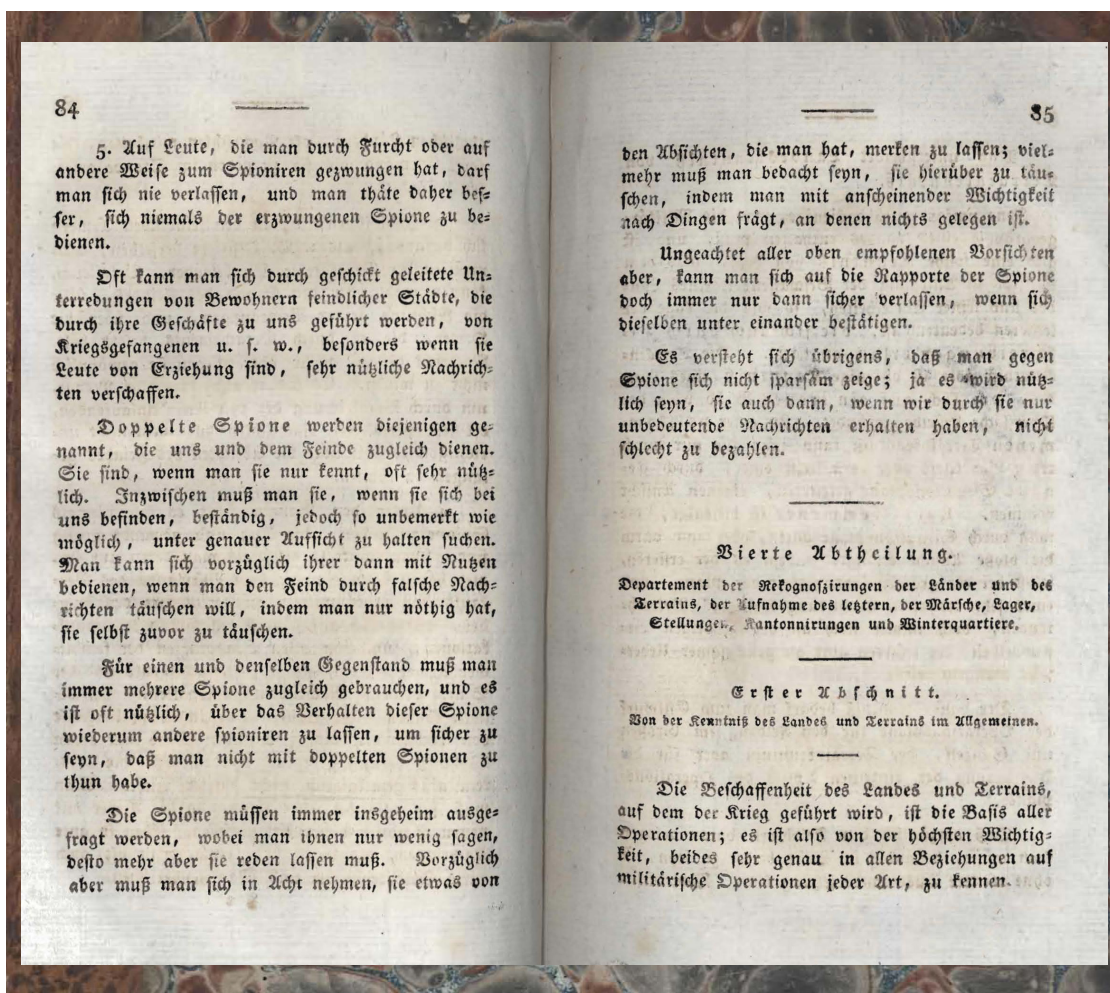 84
5. Auf Leute, die man durch Furcht oder auf
andere Weise zum Spioniren gezwungen hat, darf
man sich nie verlassen, und man thäte daher bes-
ser, sich niemals der erzwungenen Spione zu be-
dienen.
Oft kann man sich durch geschickt geleitete Un-
terredungen von Bewohnern feindlicher Städte, die
durch ihre Geschäfte zu uns geführt werden, von
Kriegsgefangenen u. s. w., besonders wenn sie
Leute von Erziehung sind, sehr nützliche Nachrich-
ten verschaffen.
Doppelte Spione werden diejenigen ge-
nannt, die uns und dem Feinde zugleich dienen.
Sie sind, wenn man sie nur kennt, oft sehr nütz-
lich. Inzwischen muß man sie, wenn sie sich bei
uns befinden, beständig, jedoch so unbemerkt wie
möglich, unter genauer Aufsicht zu halten suchen.
Man kann sich vorzüglich ihrer dann mit Nutzen
bedienen, wenn man den Feind durch falsche Nach-
richten täuschen will, indem man nur nöthig hat,
sie selbst zuvor zu täuschen.
Für einen und denselben Gegenstand muß man
immer mehrere Spione zugleich gebrauchen, und es
ist oft nützlich, über das Verhalten dieser Spione
wiederum andere spioniren zu lassen, um sicher zu
seyn, daß man nicht mit doppelten Spionen zu
thun habe.
Die Spione müssen immer insgeheim ausge-
fragt werden, wobei man ihnen nur wenig sagen,
desto mehr aber sie reden lassen muß. Vorzüglich
aber muß man sich in Acht nehmen, sie etwas von
85
den Absichten, die man hat, merken zu lassen; viel-
mehr muß man bedacht seyn, sie hierüber zu täu-
schen, indem man mit anscheinender Wichtigkeit
nach Dingen frägt, an denen nichts gelegen ist.
Ungeachtet aller oben empfohlenen Vorsichten
aber, kann man sich auf die Rapporte der Spione
doch immer nur dann sicher verlassen, wenn sich
dieselben unter einander bestätigen.
Es versteht sich übrigens, daß man gegen
Spione sich nicht sparsam zeige; ja es wird nütz-
lich seyn, sie auch dann, wenn wir durch sie nur
unbedeutende Nachrichten erhalten haben, nicht
schlecht zu bezahlen.
Vierte Abtheilung.
Departement der Rekognoszirungen der Länder und des
Terrains, der Aufnahme des letztern, der Märsche, Lager,
Stellungen, Kantonnirungen und Winterquartiere.
Erster Abschnitt.
Von der Kenntniß des Landes und Terrains im Allgemeinen.
Die Beschaffenheit des Landes und Terrains,
auf dem der Krieg geführt wird, ist die Basis aller
Operationen; es ist also von der höchsten Wichtig-
keit, beides sehr genau in allen Beziehungen auf
militärische Operationen jeder Art, zu kennen.